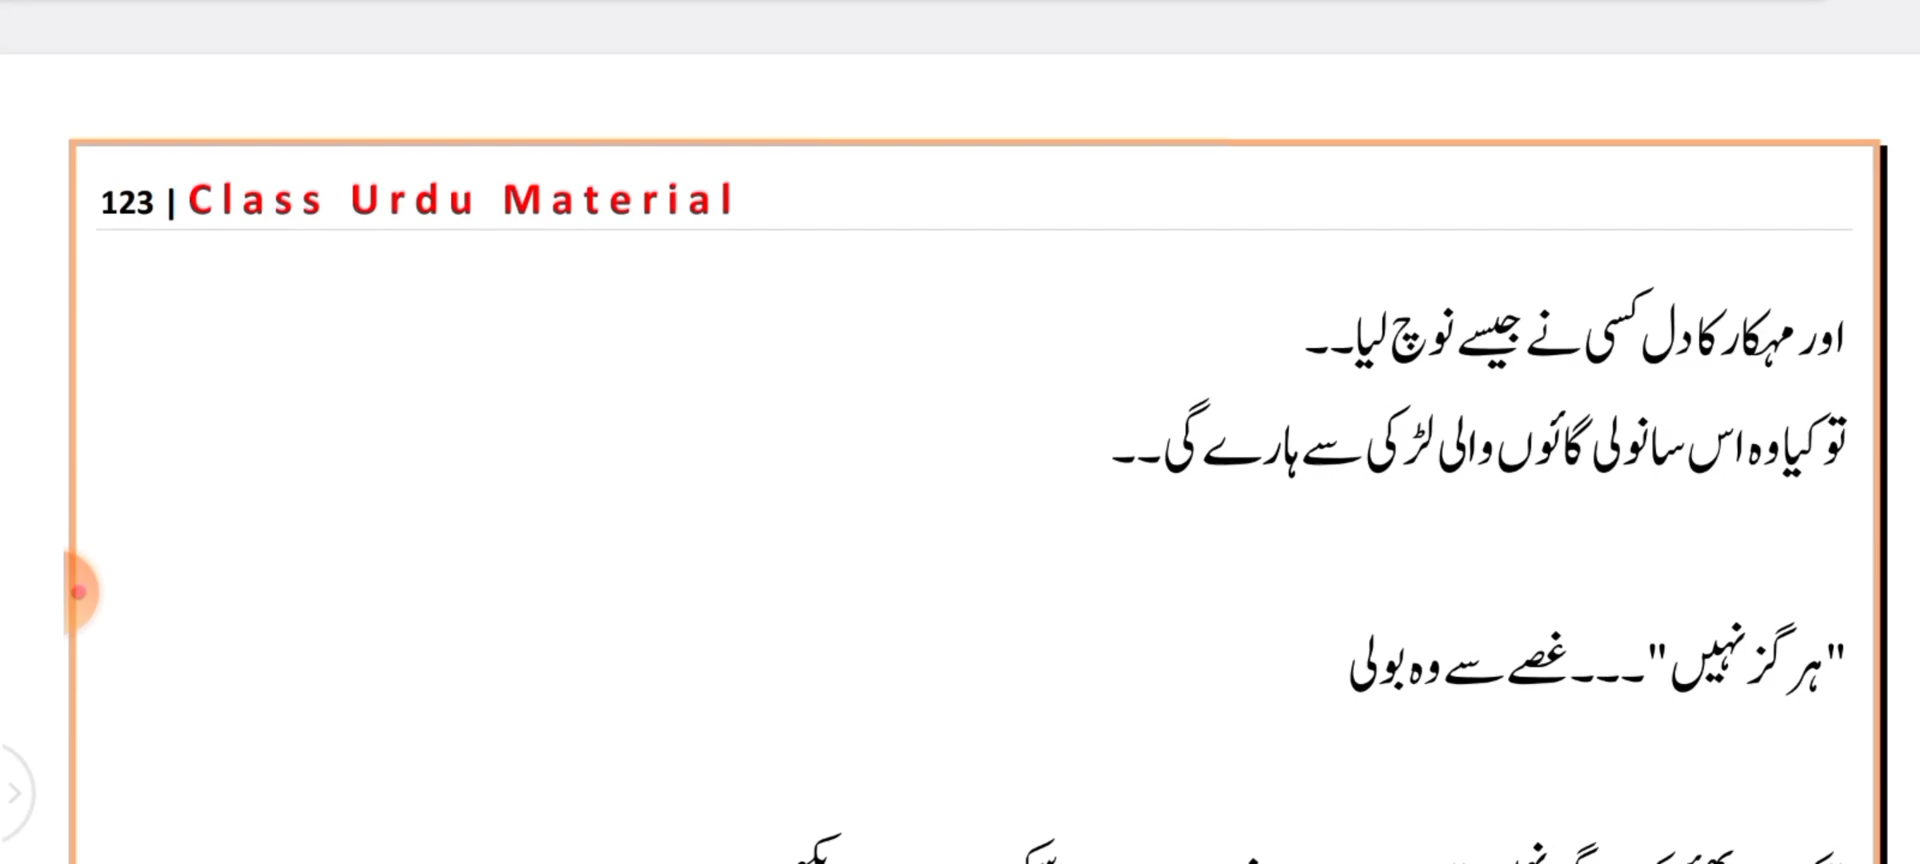 123 | Class Urdu Material
اور مہکار کا دل کسی نے جیسے نوچ لیا۔۔
تو کیا وہ اس سانولی گائوں والی لڑکی سے ہارے گی۔۔
"ہر گز نہیں"۔۔۔ غصے سے وہ بولی